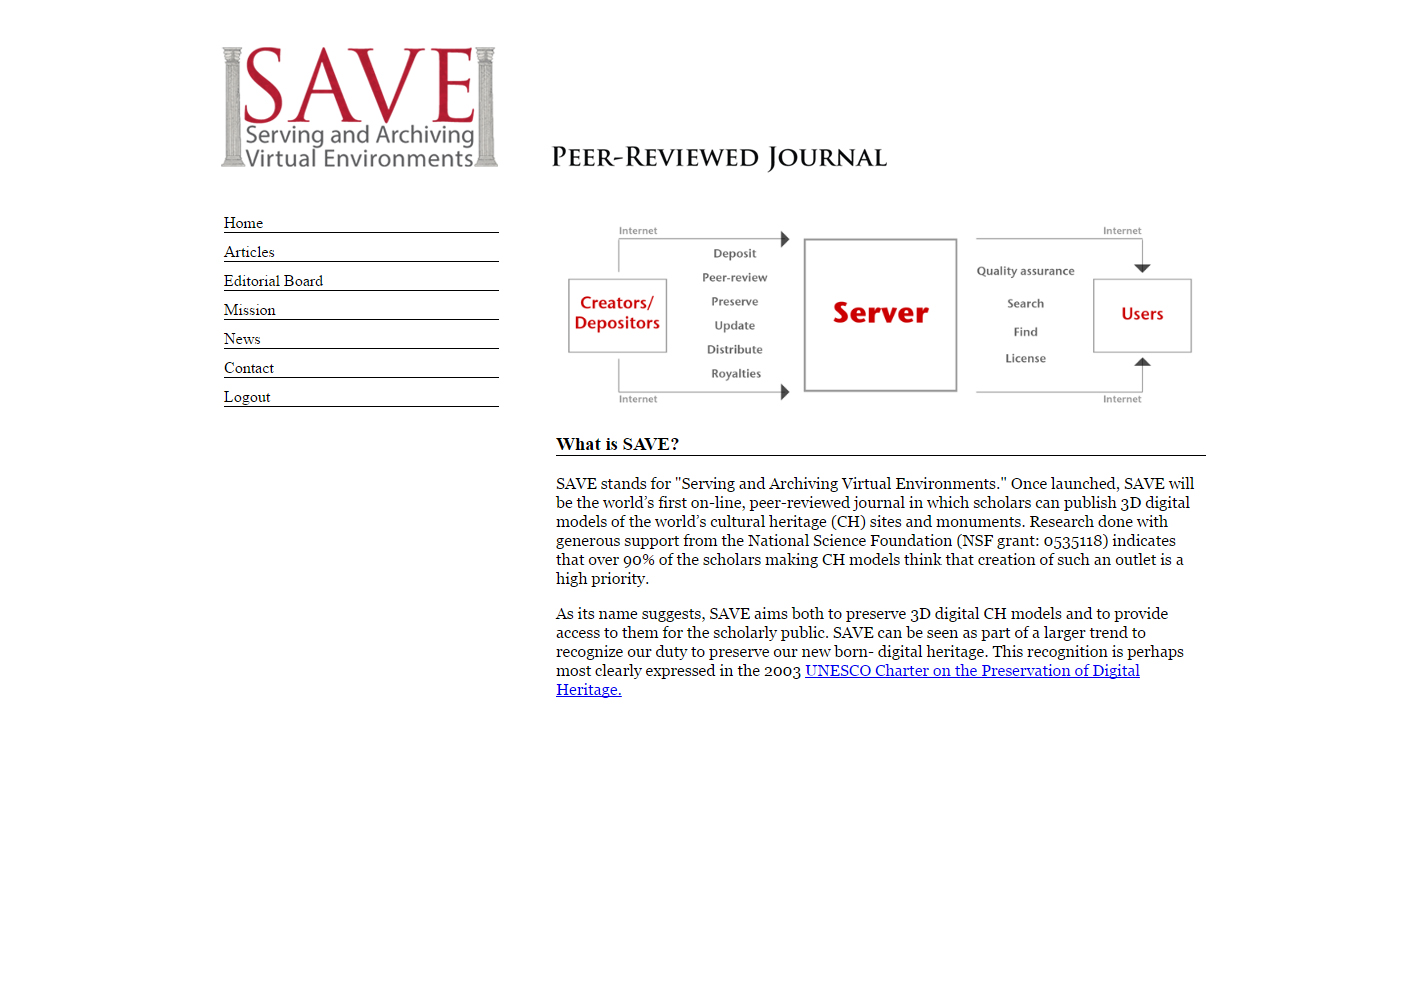 SAVE
Serving and Archiving
Virtual Environments
PEER-REVIEWED JOURNAL
Home
Articles
Editorial Board
Mission
News
Contact
Logout
Internet
Creators/
Depositors
Internet
Deposit
Peer-review
Preserve
Update
Distribute
Royalties
Server
Internet
Quality assurance
Search
Find
License
Users
Internet
What is SAVE?
SAVE stands for "Serving and Archiving Virtual Environments." Once launched, SAVE will
be the world’s first on-line, peer-reviewed journal in which scholars can publish 3D digital
models of the world’s cultural heritage (CH) sites and monuments. Research done with
generous support from the National Science Foundation (NSF grant: 0535118) indicates
that over 90% of the scholars making CH models think that creation of such an outlet is a
high priority.
As its name suggests, SAVE aims both to preserve 3D digital CH models and to provide
access to them for the scholarly public. SAVE can be seen as part of a larger trend to
recognize our duty to preserve our new born- digital heritage. This recognition is perhaps
most clearly expressed in the 2003 UNESCO Charter on the Preservation of Digital
Heritage.